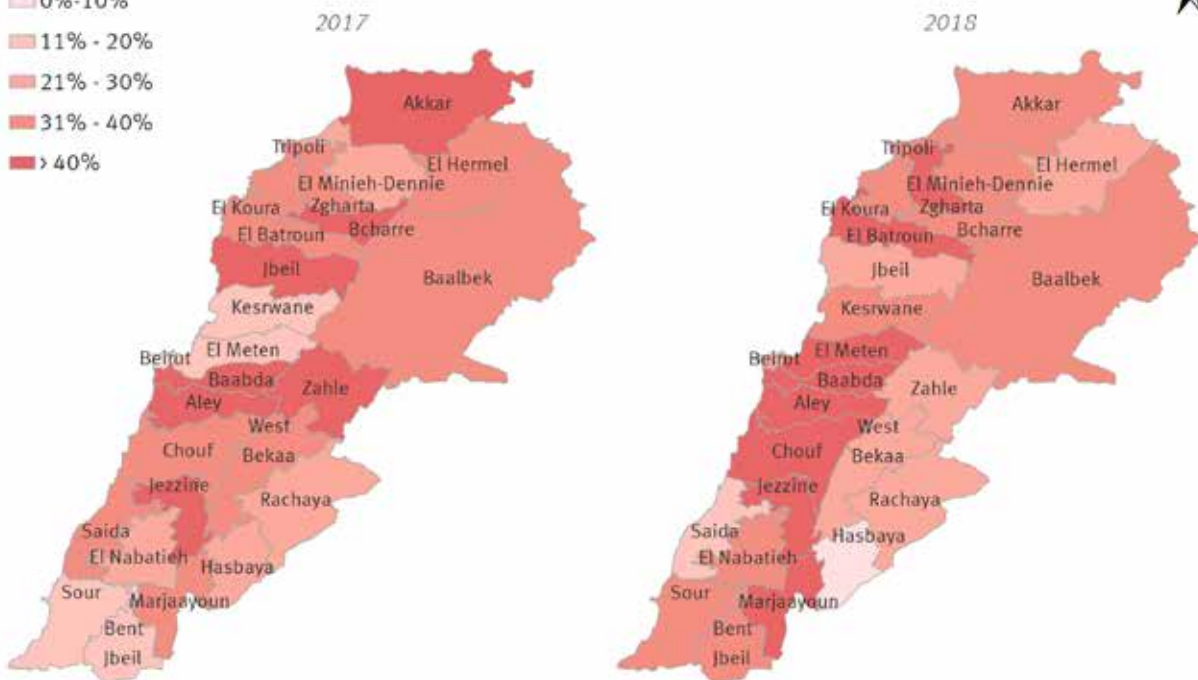 0%-10%
11% - 20%
21% - 30%
31% - 40%
> 40%
2017
Akkar
Tripoli
El Hermel
El Minieh-Dennie
Zgharta
El Koura
Bcharre
El Batroun
Jbeil
Baalbek
Kesrwane
El Meten
Beirut
Baabda
Zahle
Aley
West
Bekaa
Chouf
Jezzine
Rachaya
Saida
El Nabatieh
Hasbaya
Sour
Marjaayoun
Bent
Jbeil
2018
Akkar
Tripoli
El Hermel
El Minieh-Dennie
Zgharta
El Koura
Bcharre
El Batroun
Jbeil
Baalbek
Kesrwane
El Meten
Beirut
Baabda
Zahle
Aley
West
Bekaa
Chouf
Jezzine
Rachaya
Saida
Hasbaya
El Nabatieh
Sour
Marjaayoun
Bent
Jbeil